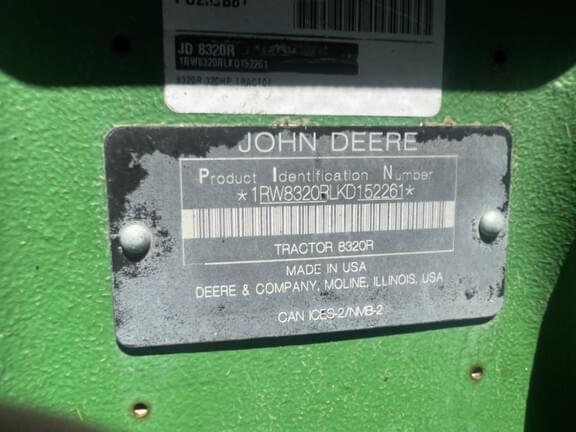 JD 8320R
1RW8320RLKD152261
8320R 320HP TRACTOR
JOHN DEERE
Product Identification Number
*1RW8320RLKD152261*
TRACTOR 8320R
MADE IN USA
DEERE & COMPANY, MOLINE, ILLINOIS, USA
CAN ICES-2/NMB-2